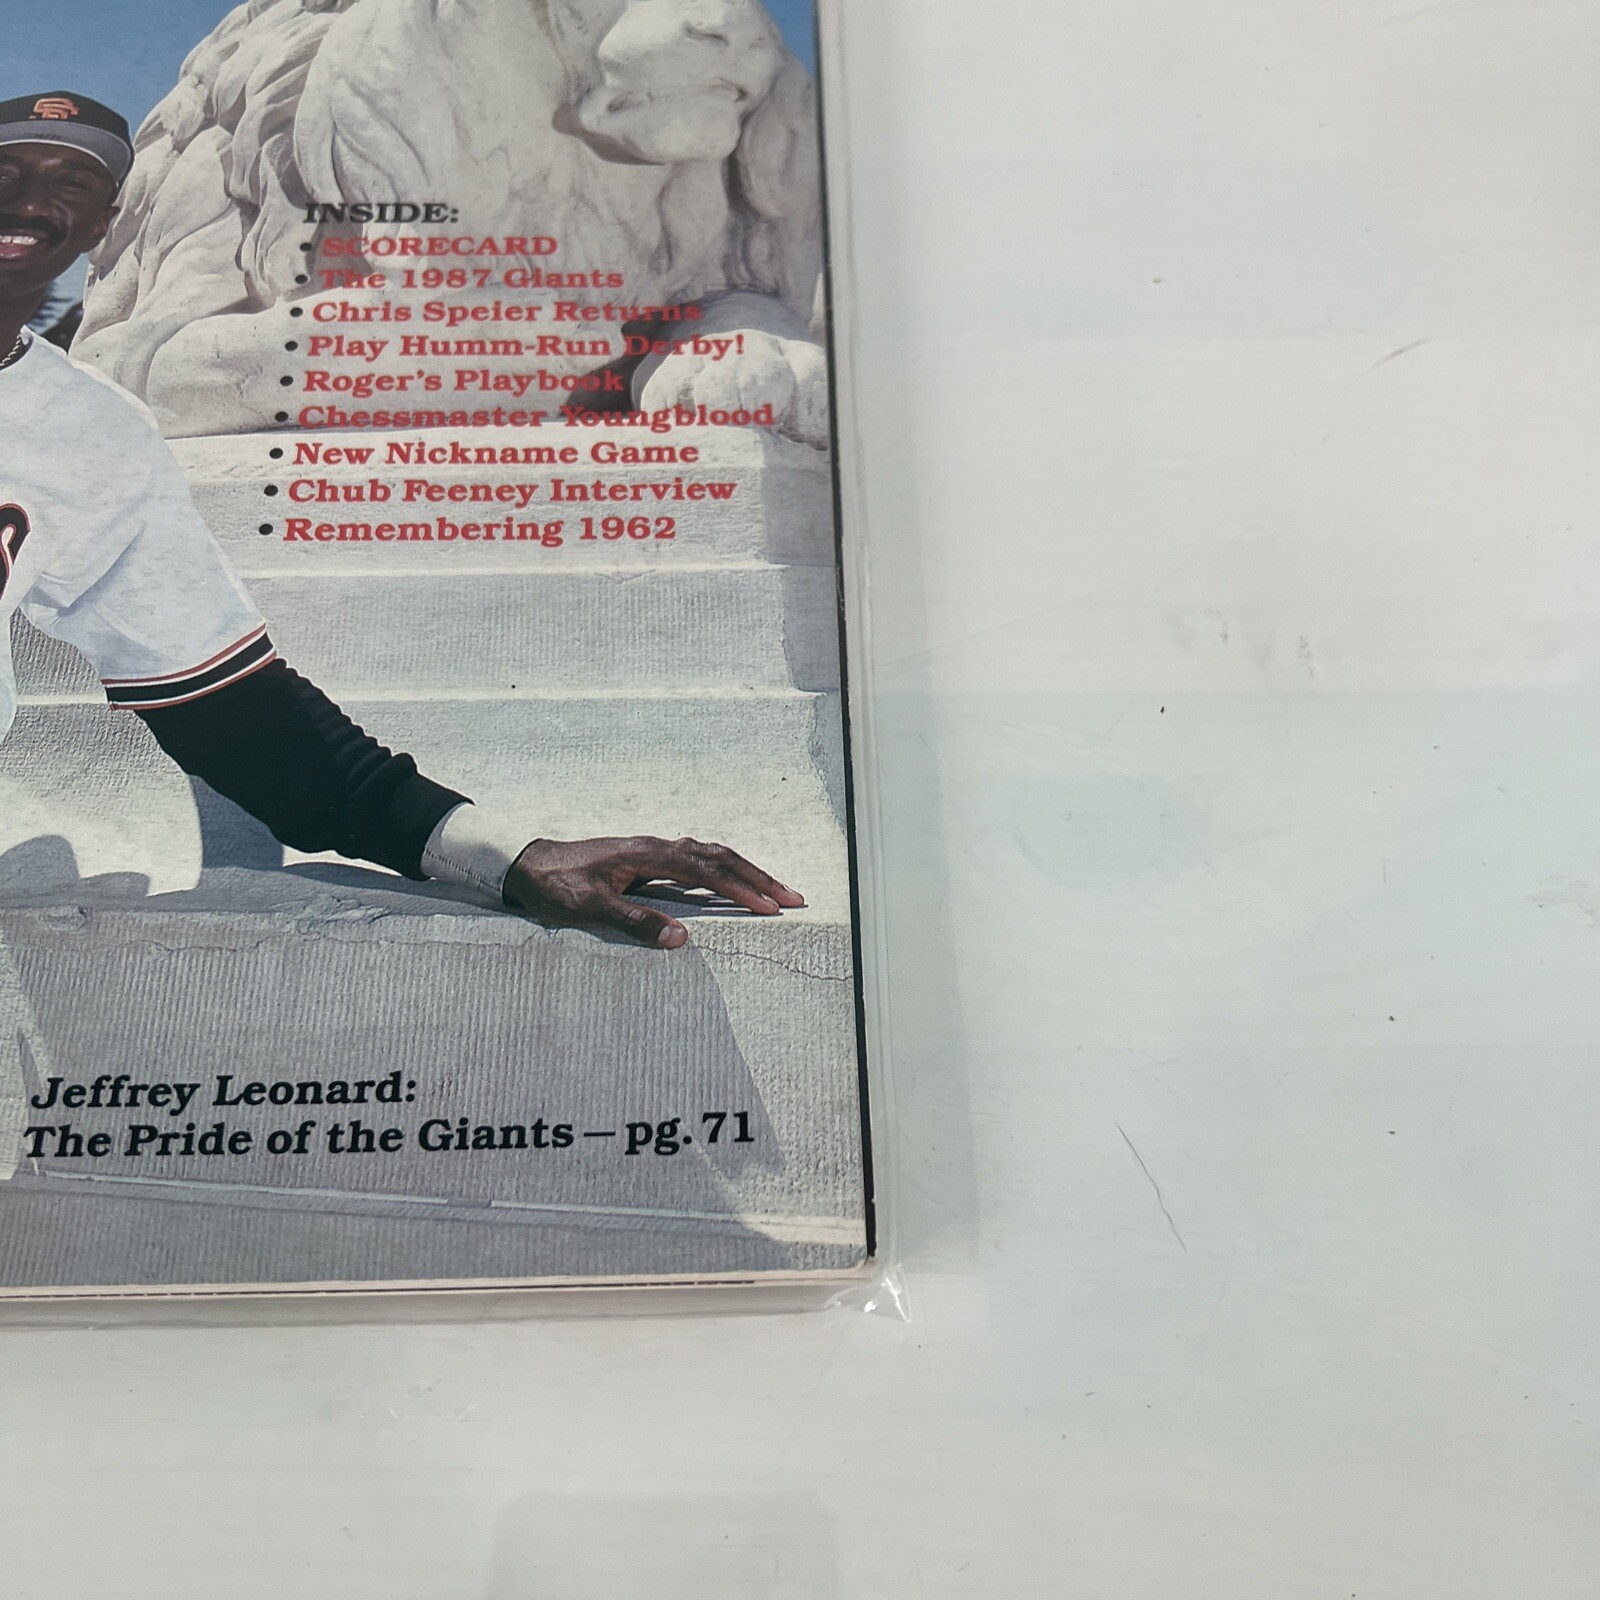 SF
INSIDE:
• SCORECARD
• The 1987 Giants
• Chris Speier Returns
• Play Humm-Run Derby!
• Roger's Playbook
• Chessmaster Youngblood
• New Nickname Game
• Chub Feeney Interview
• Remembering 1962
Jeffrey Leonard:
The Pride of the Giants — pg. 71